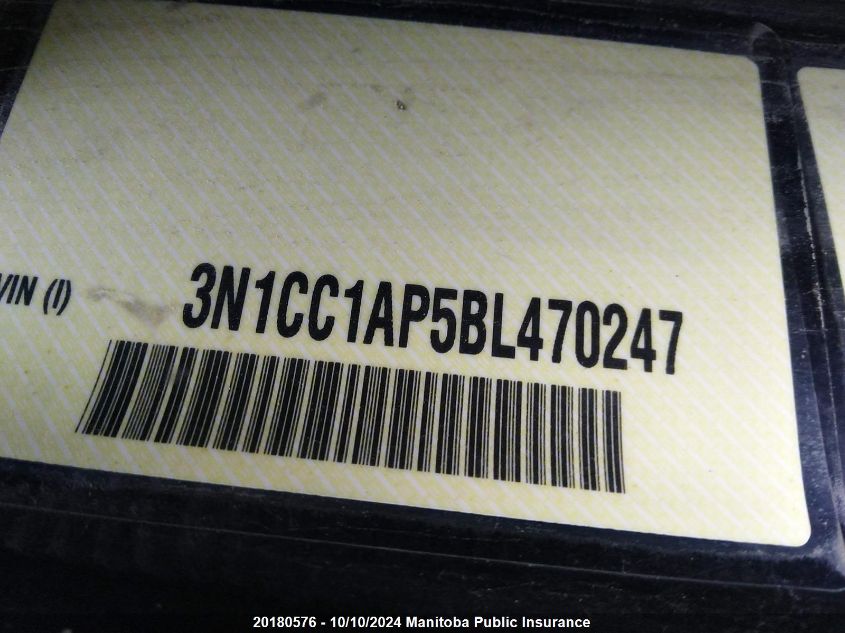 VIN (I)
3N1CC1AP5BL470247
20180576 - 10/10/2024 Manitoba Public Insurance